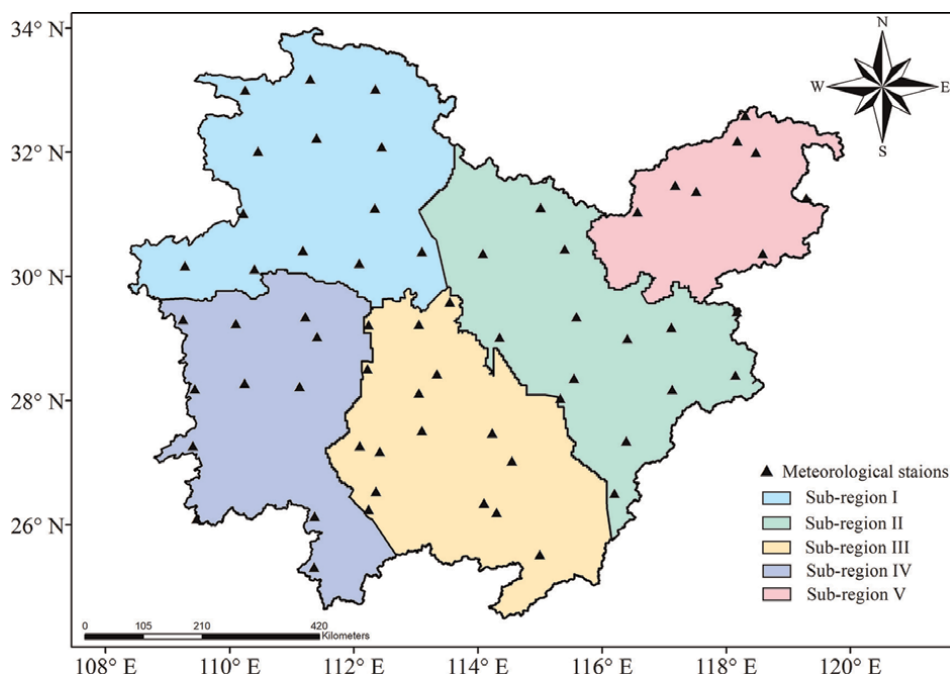 34° N
32° N
30° N
28° N
26° N
N
W
E
S
Meteorological staions
Sub-region I
Sub-region II
Sub-region III
Sub-region IV
Sub-region V
0 105 210 420
Kilometers
108° E 110° E 112° E 114° E 116° E 118° E 120° E